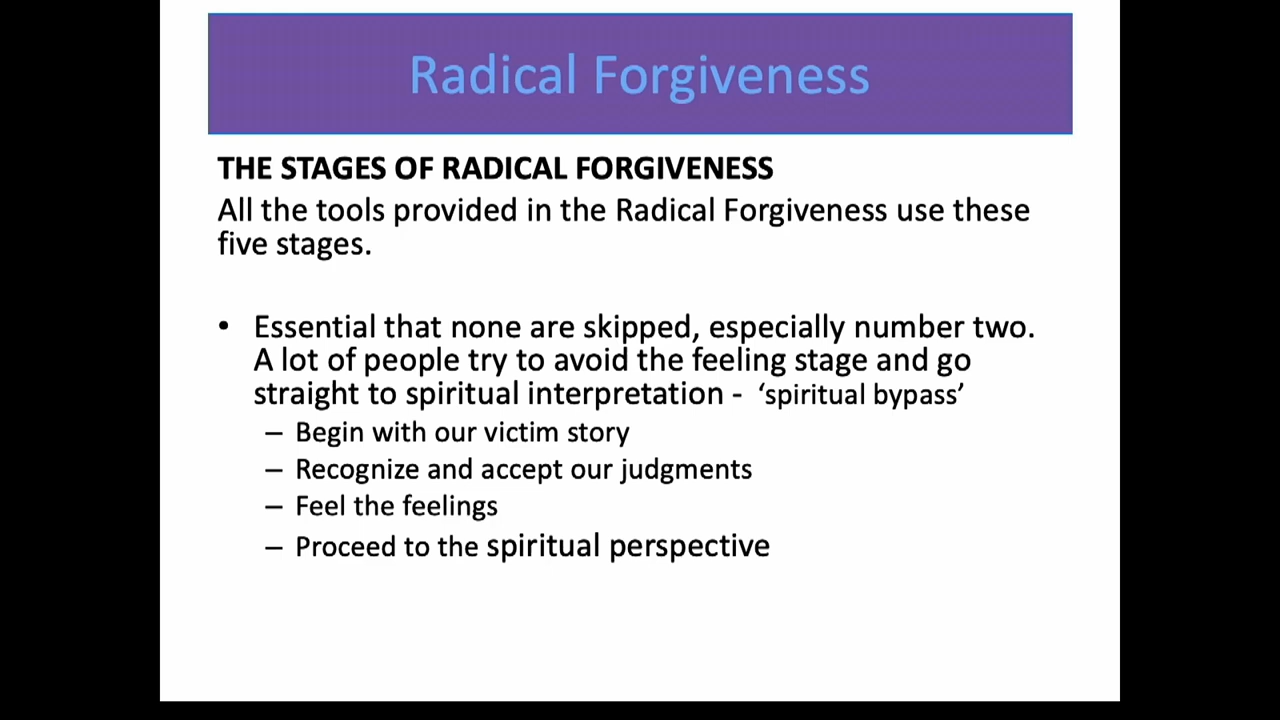 Radical Forgiveness
THE STAGES OF RADICAL FORGIVENESS
All the tools provided in the Radical Forgiveness use these
five stages.
• Essential that none are skipped, especially number two.
A lot of people try to avoid the feeling stage and go
straight to spiritual interpretation - ‘spiritual bypass’
– Begin with our victim story
– Recognize and accept our judgments
– Feel the feelings
– Proceed to the spiritual perspective